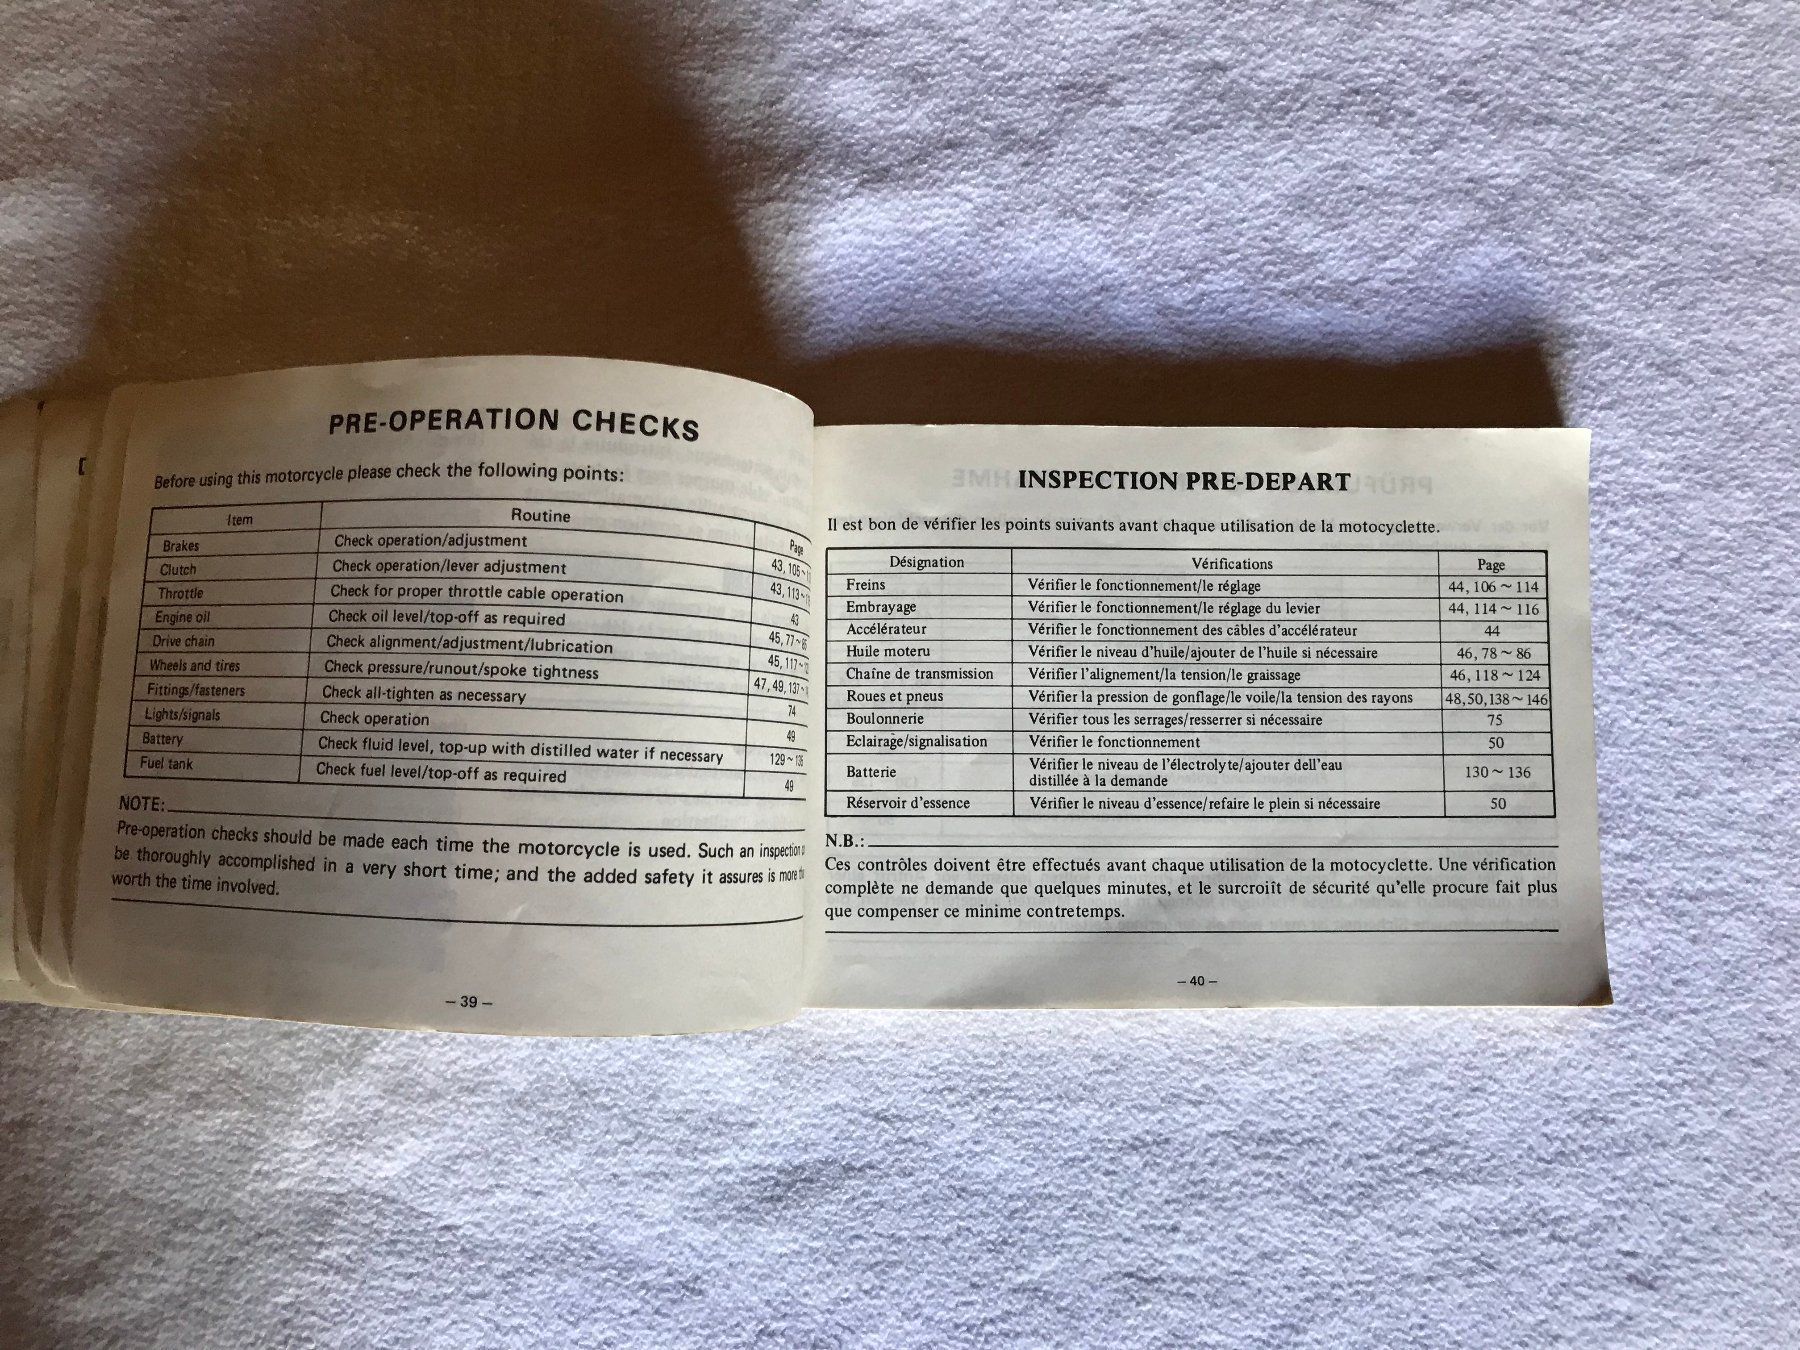 PRE-OPERATION CHECKS
Before using this motorcycle please check the following points:
Item Routine Page
Brakes Check operation/adjustment 43, 105~
Clutch Check operation/lever adjustment 43, 113~
Throttle Check for proper throttle cable operation 43
Engine oil Check oil level/top-off as required 45, 77~85
Drive chain Check alignment/adjustment/lubrication 45, 117~
Wheels and tires Check pressure/runout/spoke tightness 47, 49, 137~
Fittings/fasteners Check all-tighten as necessary 74
Lights/signals Check operation 49
Battery Check fluid level, top-up with distilled water if necessary 129~135
Fuel tank Check fuel level/top-off as required 49
NOTE:
Pre-operation checks should be made each time the motorcycle is used. Such an inspection
be thoroughly accomplished in a very short time; and the added safety it assures is more
worth the time involved.
– 39 –
INSPECTION PRE-DEPART
Il est bon de vérifier les points suivants avant chaque utilisation de la motocyclette.
Désignation Vérifications Page
Freins Vérifier le fonctionnement/le réglage 44, 106 ~ 114
Embrayage Vérifier le fonctionnement/le réglage du levier 44, 114 ~ 116
Accélérateur Vérifier le fonctionnement des câbles d'accélérateur 44
Huile moteru Vérifier le niveau d'huile/ajouter de l'huile si nécessaire 46, 78 ~ 86
Chaîne de transmission Vérifier l'alignement/la tension/le graissage 46, 118 ~ 124
Roues et pneus Vérifier la pression de gonflage/le voile/la tension des rayons 48,50,138 ~ 146
Boulonnerie Vérifier tous les serrages/resserrer si nécessaire 75
Eclairage/signalisation Vérifier le fonctionnement 50
Batterie Vérifier le niveau de l'électrolyte/ajouter dell'eau
distillée à la demande 130 ~ 136
Réservoir d'essence Vérifier le niveau d'essence/refaire le plein si nécessaire 50
N.B.:
Ces contrôles doivent être effectués avant chaque utilisation de la motocyclette. Une vérification
complète ne demande que quelques minutes, et le surcroît de sécurité qu'elle procure fait plus
que compenser ce minime contretemps.
– 40 –